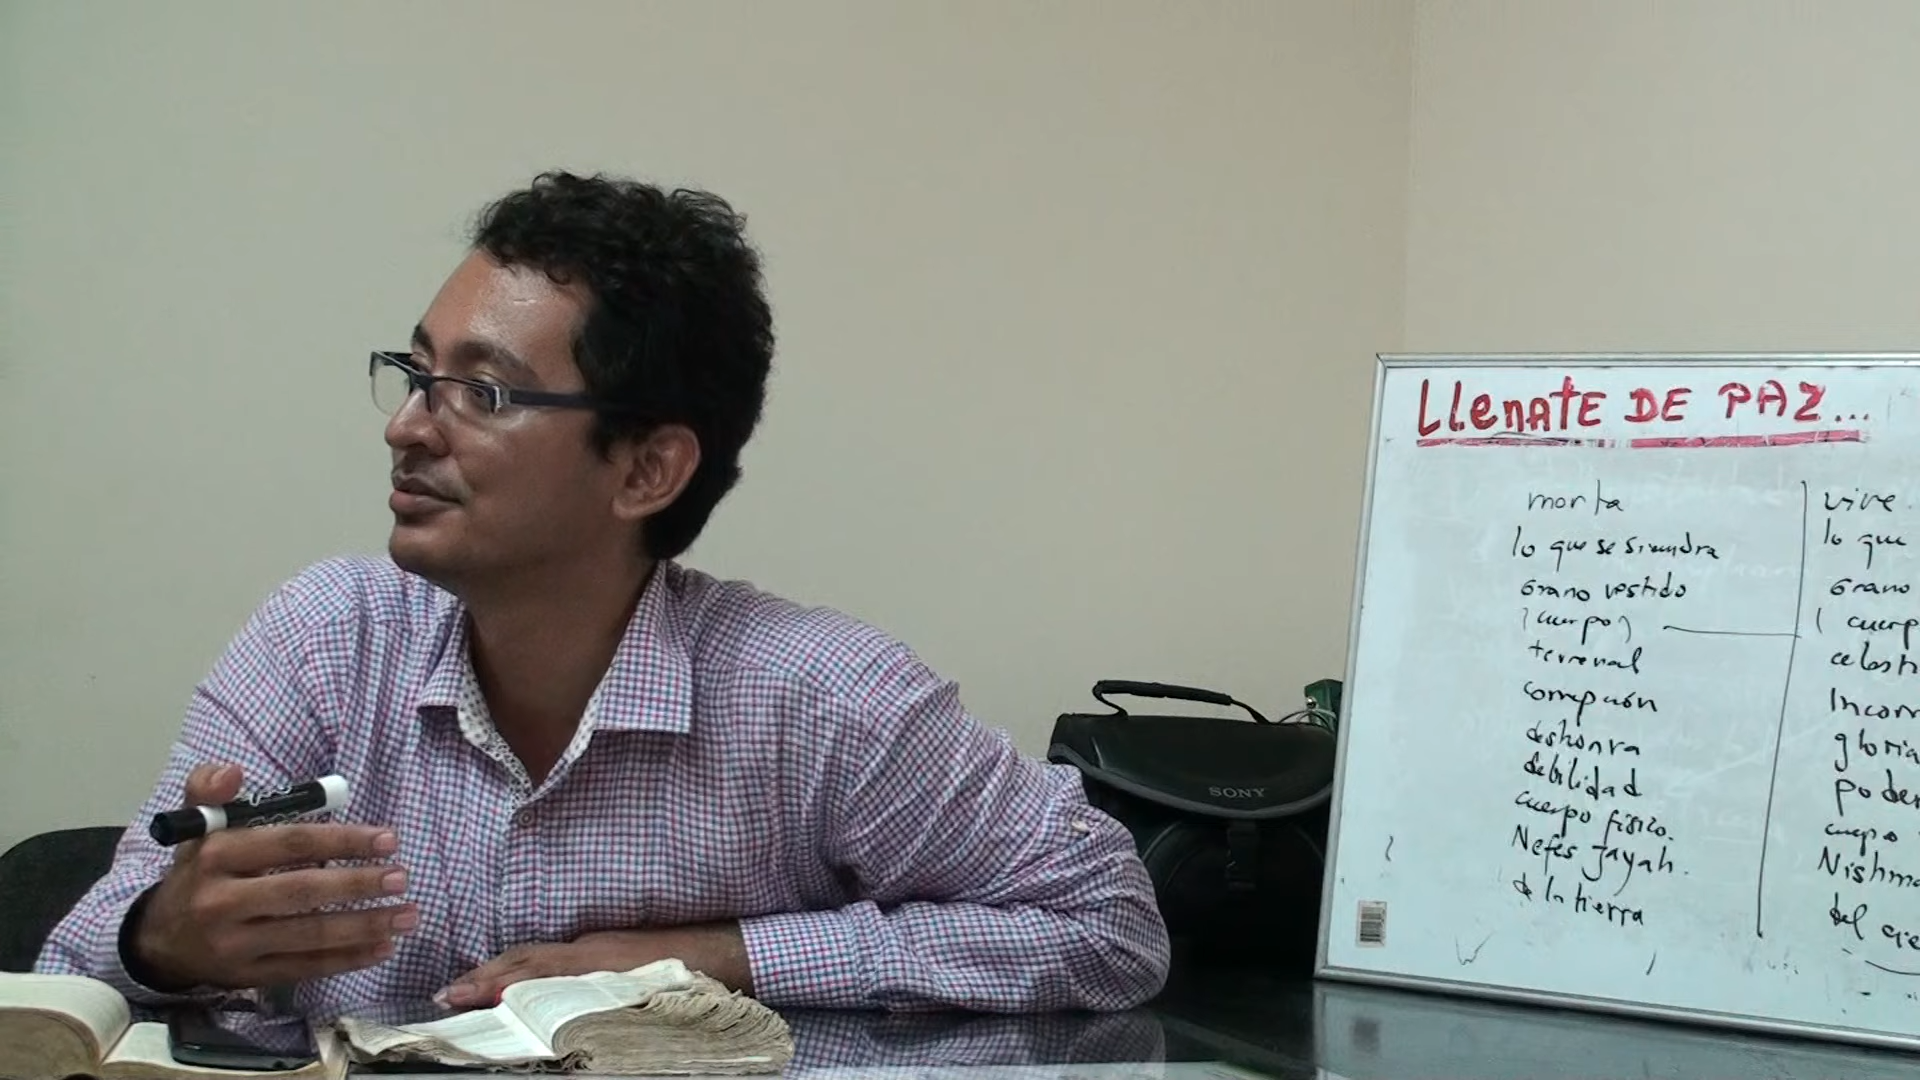 LLENATE DE PAZ...
morta
lo que se siembra
Grano vestido
(cuerpo)
terrenal
corrupción
deshonra
debilidad
cuerpo físico.
Nefes Jayah.
de la tierra
vive.
lo que
Grano
( cuerp
celest
Incorr
gloria
poder
cuerpo
Nishma
del cie
SONY